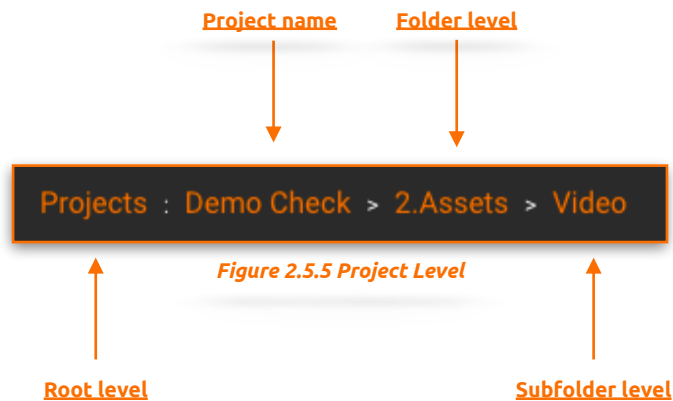 Project name Folder level
Projects : Demo Check > 2.Assets > Video
Figure 2.5.5 Project Level
Root level Subfolder level